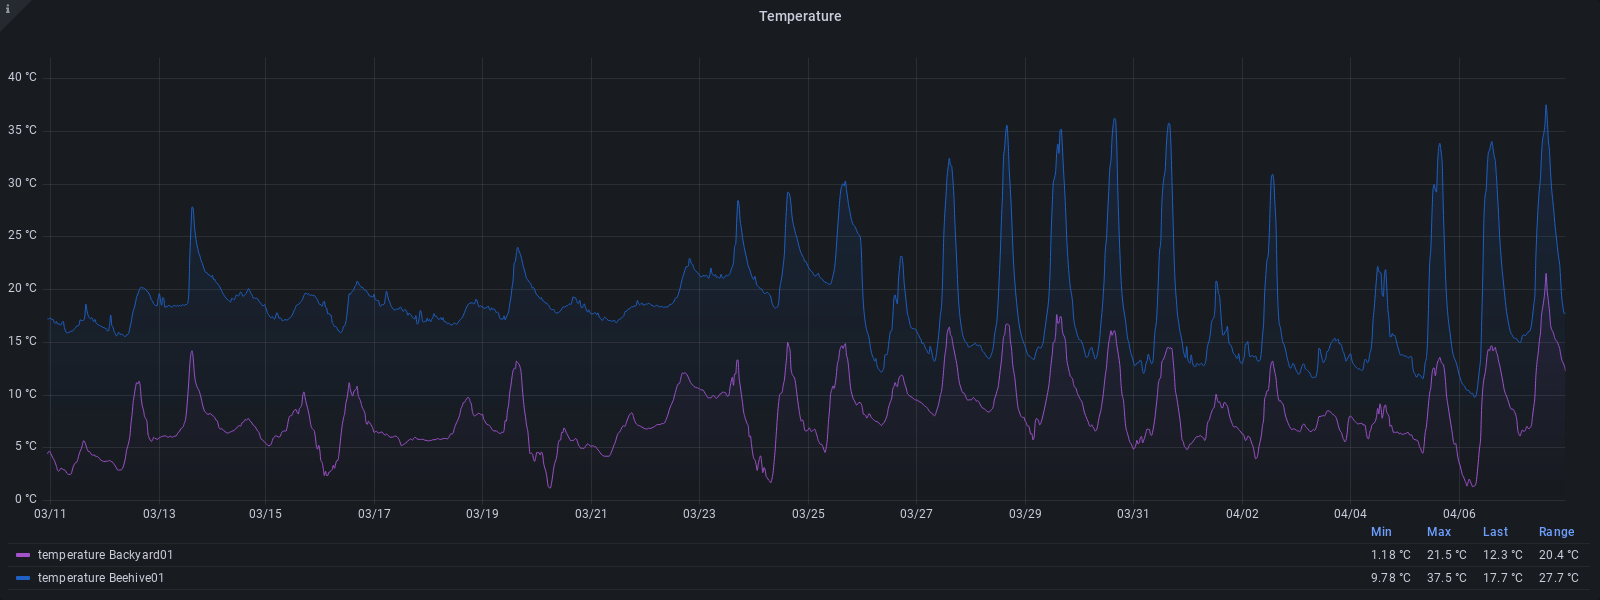 i
Temperature
40 °C
35 °C
30 °C
25 °C
20 °C
15 °C
10 °C
5 °C
0 °C
03/11 03/13 03/15 03/17 03/19 03/21 03/23 03/25 03/27 03/29 03/31 04/02 04/04 04/06
Min Max Last Range
temperature Backyard01 1.18 °C 21.5 °C 12.3 °C 20.4 °C
temperature Beehive01 9.78 °C 37.5 °C 17.7 °C 27.7 °C